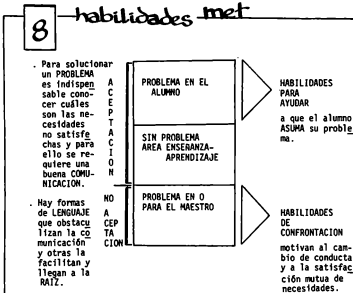 8
habilidades met
. Para solucionar
un PROBLEMA
es indispen
sable cono-
cer cuáles
son las ne-
cesidades
no satisfe
chas y para
ello se re-
quiere una
buena COMU-
NICACION.
. Hay formas
de LENGUAJE
que obstacu
lizan la co
municación
y otras la
facilitan y
llegan a la
RAIZ.
A
C
E
P
T
A
C
I
O
N
NO
A
CEP
TA
CION
PROBLEMA EN EL
ALUMNO
SIN PROBLEMA
AREA ENSEÑANZA-
APRENDIZAJE
PROBLEMA EN O
PARA EL MAESTRO
HABILIDADES
PARA
AYUDAR
a que el alumno
ASUMA su proble
ma.
HABILIDADES
DE
CONFRONTACION
motivan al cam-
bio de conducta
y a la satisfac
ción mutua de
necesidades.